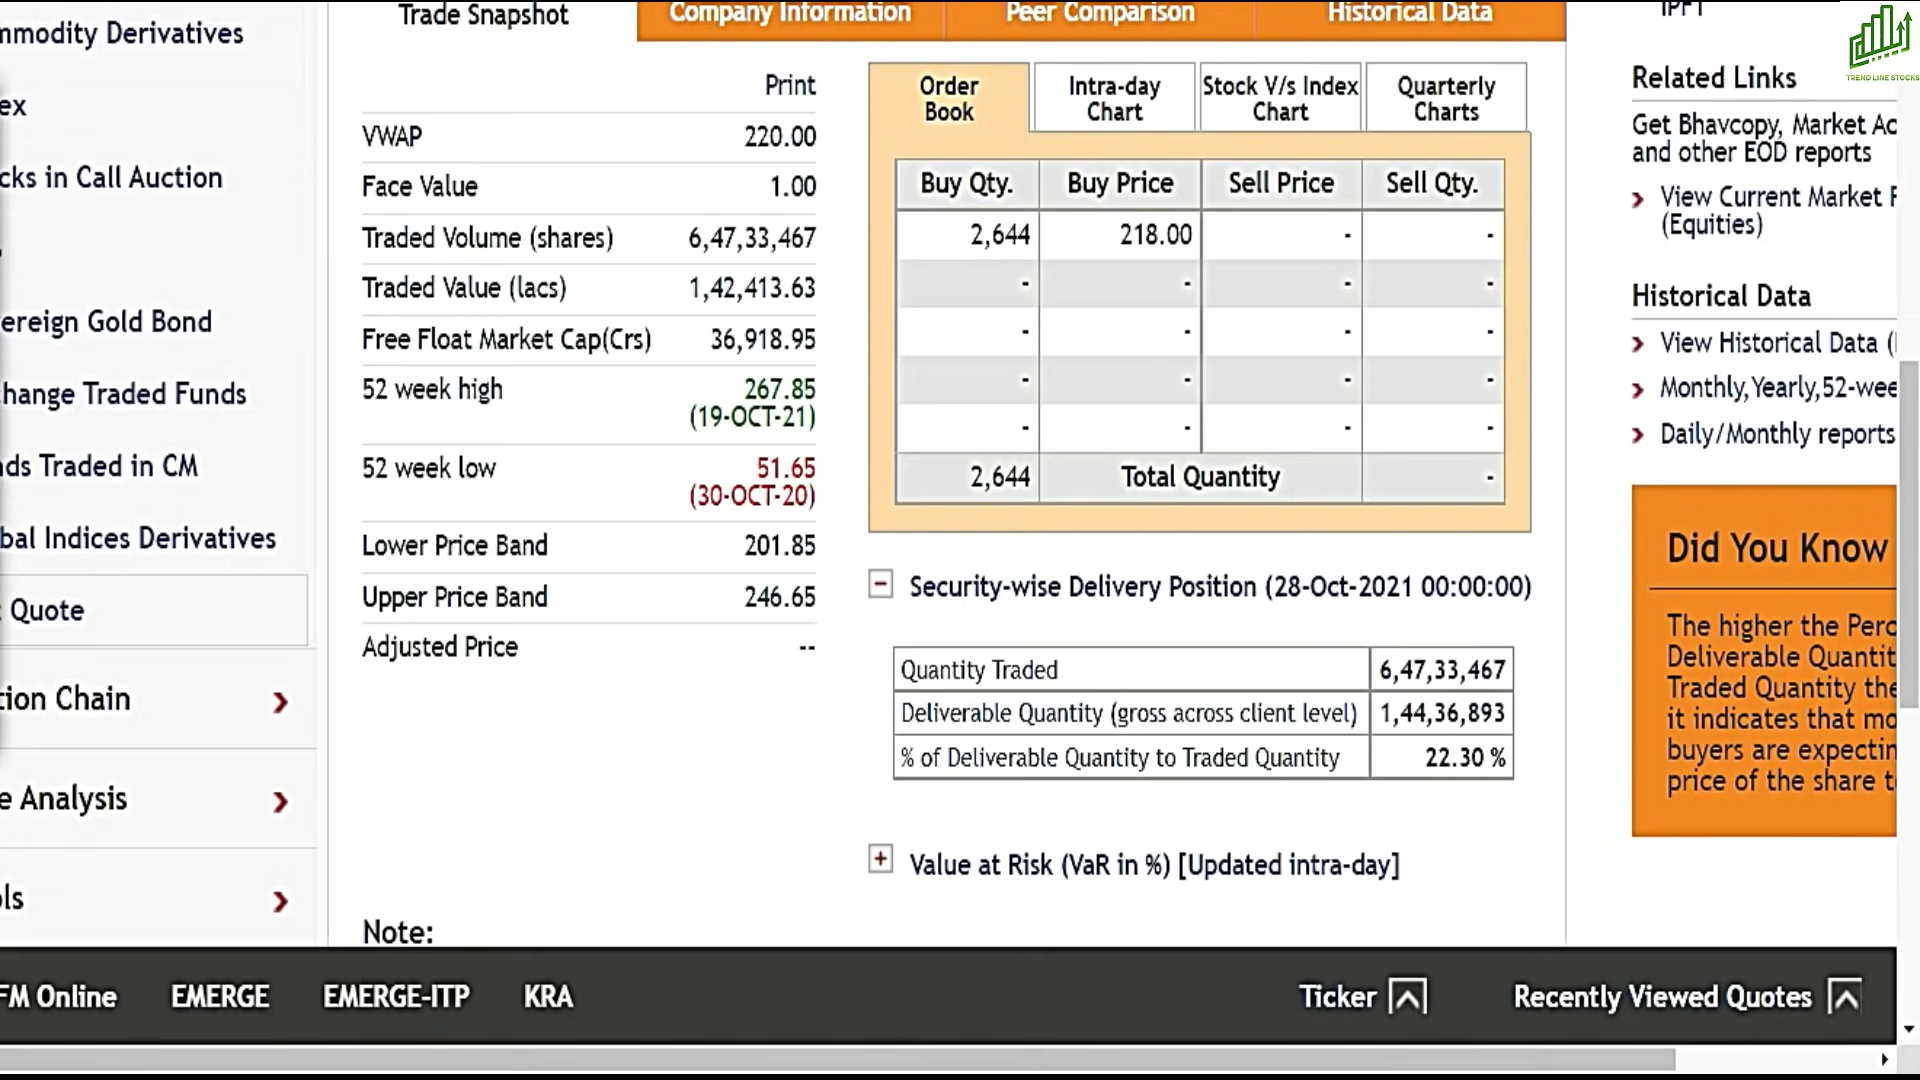 Trade Snapshot
Company Information
Peer Comparison
Historical Data
TREND LINE STOCKS
mmodity Derivatives
ex
cks in Call Auction
ereign Gold Bond
hange Traded Funds
ds Traded in CM
bal Indices Derivatives
Quote
tion Chain
e Analysis
ls
Print
VWAP 220.00
Face Value 1.00
Traded Volume (shares) 6,47,33,467
Traded Value (lacs) 1,42,413.63
Free Float Market Cap(Crs) 36,918.95
52 week high 267.85
(19-OCT-21)
52 week low 51.65
(30-OCT-20)
Lower Price Band 201.85
Upper Price Band 246.65
Adjusted Price --
Note:
Order
Book
Intra-day
Chart
Stock V/s Index
Chart
Quarterly
Charts
Buy Qty. Buy Price Sell Price Sell Qty.
2,644 218.00 - -
- - - -
- - - -
- - - -
- - - -
2,644 Total Quantity -
Security-wise Delivery Position (28-Oct-2021 00:00:00)
Quantity Traded 6,47,33,467
Deliverable Quantity (gross across client level) 1,44,36,893
% of Deliverable Quantity to Traded Quantity 22.30 %
Value at Risk (VaR in %) [Updated intra-day]
Related Links
Get Bhavcopy, Market Ac
and other EOD reports
View Current Market
(Equities)
Historical Data
View Historical Data (
Monthly,Yearly,52-wee
Daily/Monthly reports
Did You Know
The higher the Perc
Deliverable Quantit
Traded Quantity the
it indicates that mo
buyers are expectin
price of the share t
FM Online EMERGE EMERGE-ITP KRA Ticker Recently Viewed Quotes